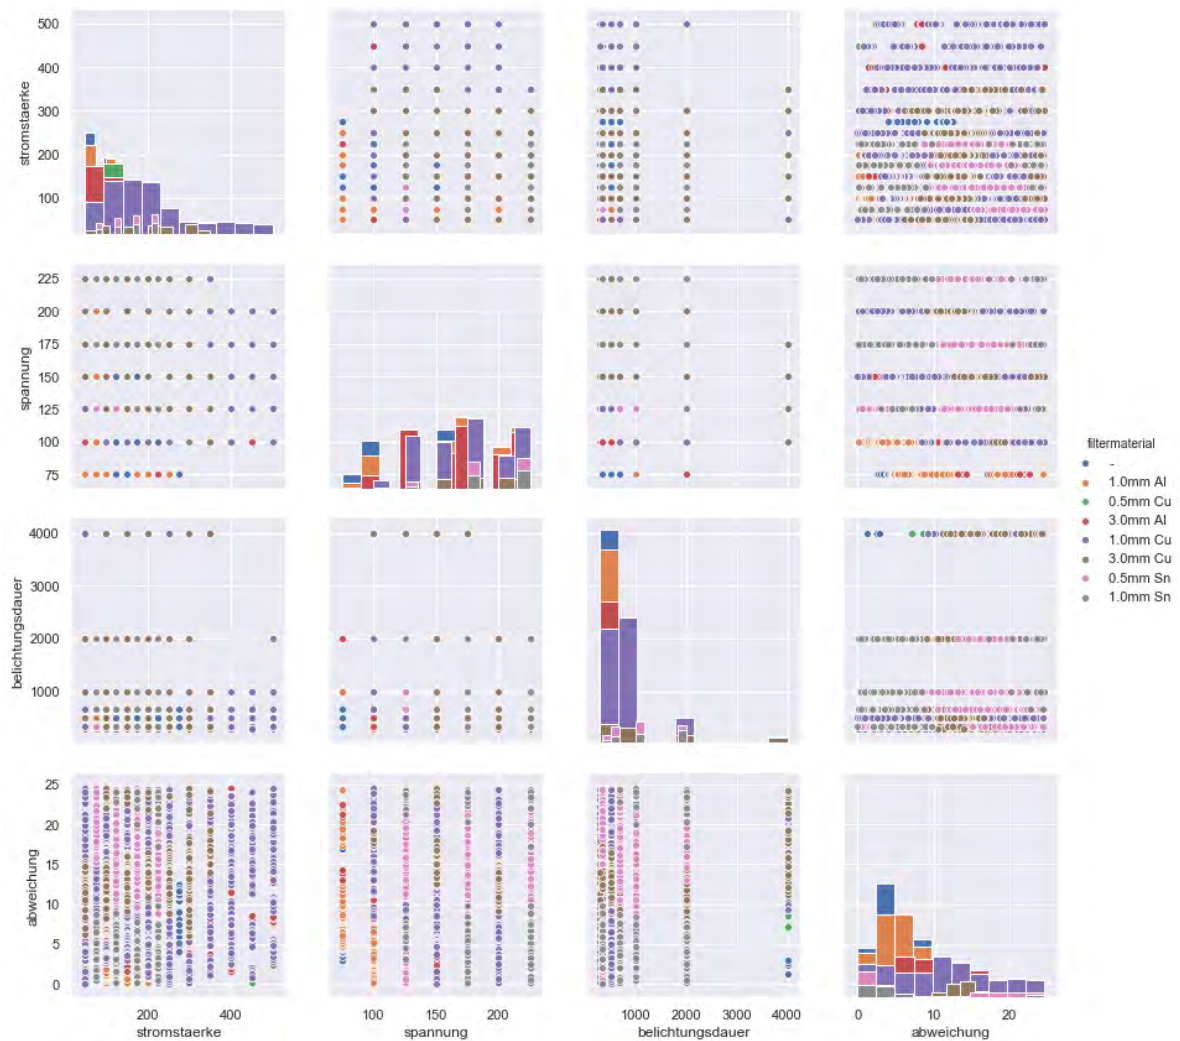 500
400
300
200
100
stromstaerke
225
200
175
150
125
100
75
spannung
4000
3000
2000
1000
belichtungsdauer
25
20
15
10
5
0
abweichung
200 400
stromstaerke
100 200
spannung
1000 2000 3000 4000
belichtungsdauer
0 10 20
abweichung
filtermaterial
-
1.0mm Al
0.5mm Cu
3.0mm Al
1.0mm Cu
3.0mm Cu
0.5mm Sn
1.0mm Sn